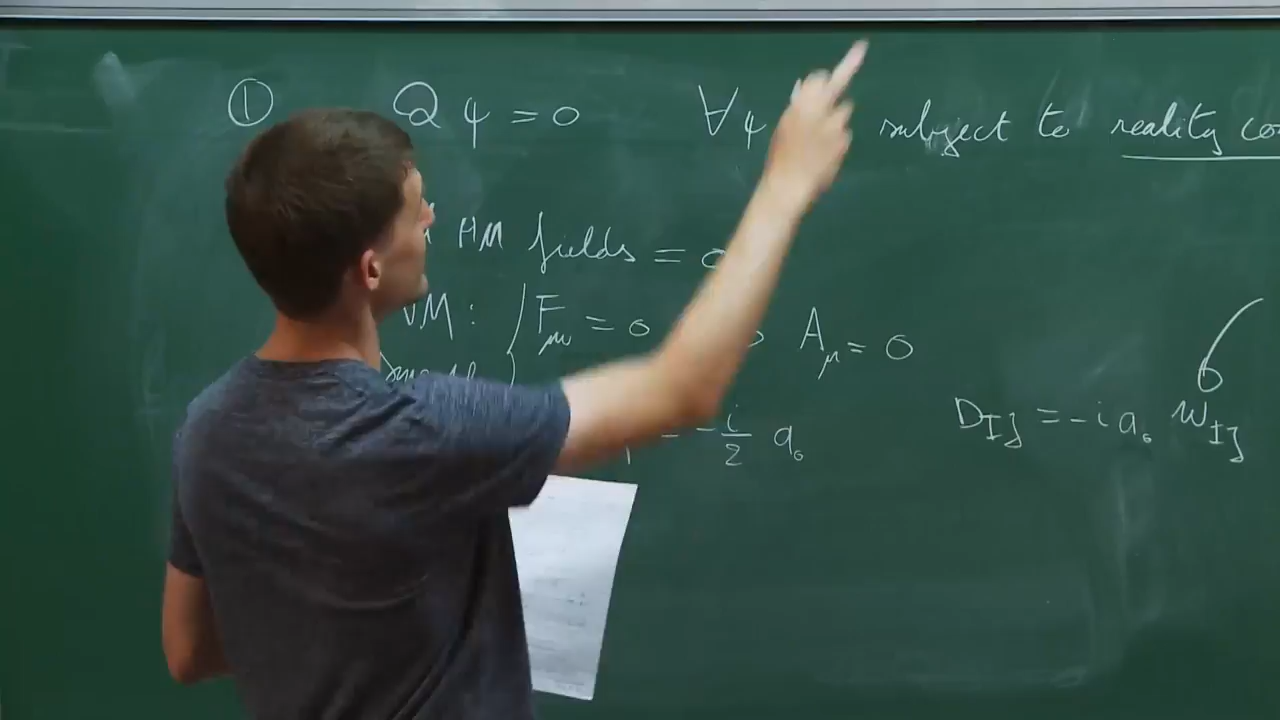 ① Qψ = 0 ∀ψ subject to reality co
HM fields = 0
VM: { F_μν = 0 A_μ = 0
-i/2 a₀ D_IJ = -i a₀ w_IJ